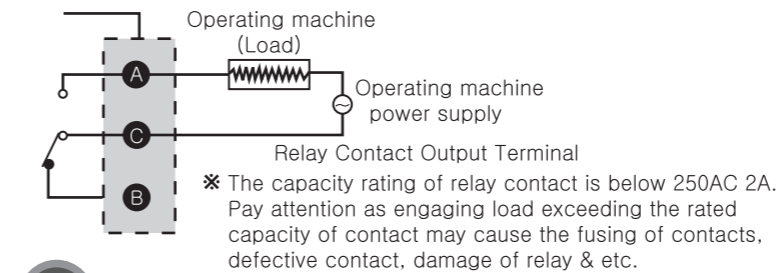 Operating machine
(Load)
A
Operating machine
power supply
C
Relay Contact Output Terminal
B
※ The capacity rating of relay contact is below 250AC 2A.
Pay attention as engaging load exceeding the rated
capacity of contact may cause the fusing of contacts,
defective contact, damage of relay & etc.